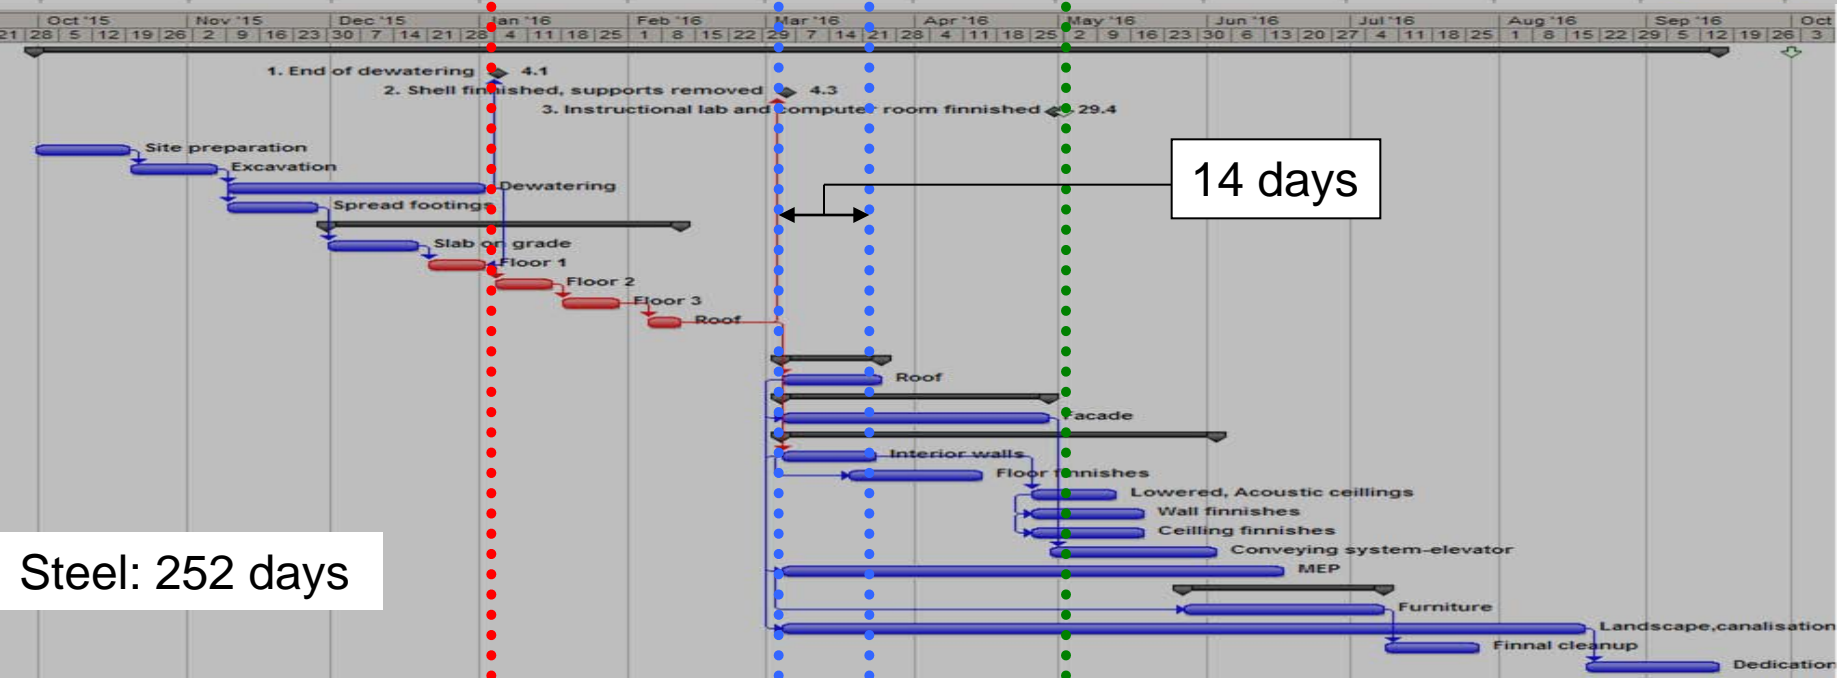 Oct '15 Nov '15 Dec '15 Jan '16 Feb '16 Mar '16 Apr '16 May '16 Jun '16 Jul '16 Aug '16 Sep '16 Oct
21 28 5 12 19 26 2 9 16 23 30 7 14 21 28 4 11 18 25 1 8 15 22 29 7 14 21 28 4 11 18 25 2 9 16 23 30 6 13 20 27 4 11 18 25 1 8 15 22 29 5 12 19 26 3
1. End of dewatering 4.1
2. Shell finnished, supports removed 4.3
3. Instructional lab and computer room finnished 29.4
Site preparation
Excavation
14 days
Dewatering
Spread footings
Slab on grade
Floor 1
Floor 2
Floor 3
Roof
Roof
Facade
Interior walls
Floor finnishes
Lowered, Acoustic ceillings
Wall finnishes
Ceilling finnishes
Conveying system-elevator
MEP
Steel: 252 days
Furniture
Landscape,canalisation
Finnal cleanup
Dedication